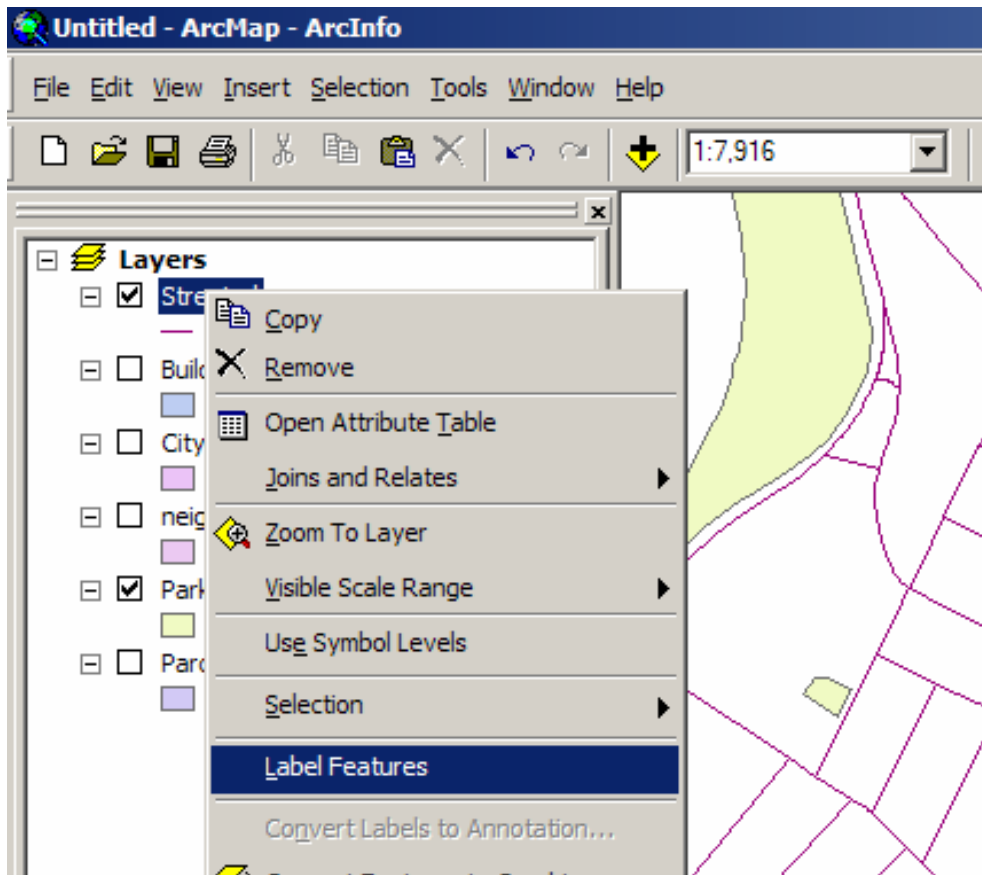 Untitled - ArcMap - ArcInfo
File Edit View Insert Selection Tools Window Help
1:7,916
Layers
Copy
Remove
Open Attribute Table
Joins and Relates
Zoom To Layer
Visible Scale Range
Use Symbol Levels
Selection
Label Features
Convert Labels to Annotation...
City